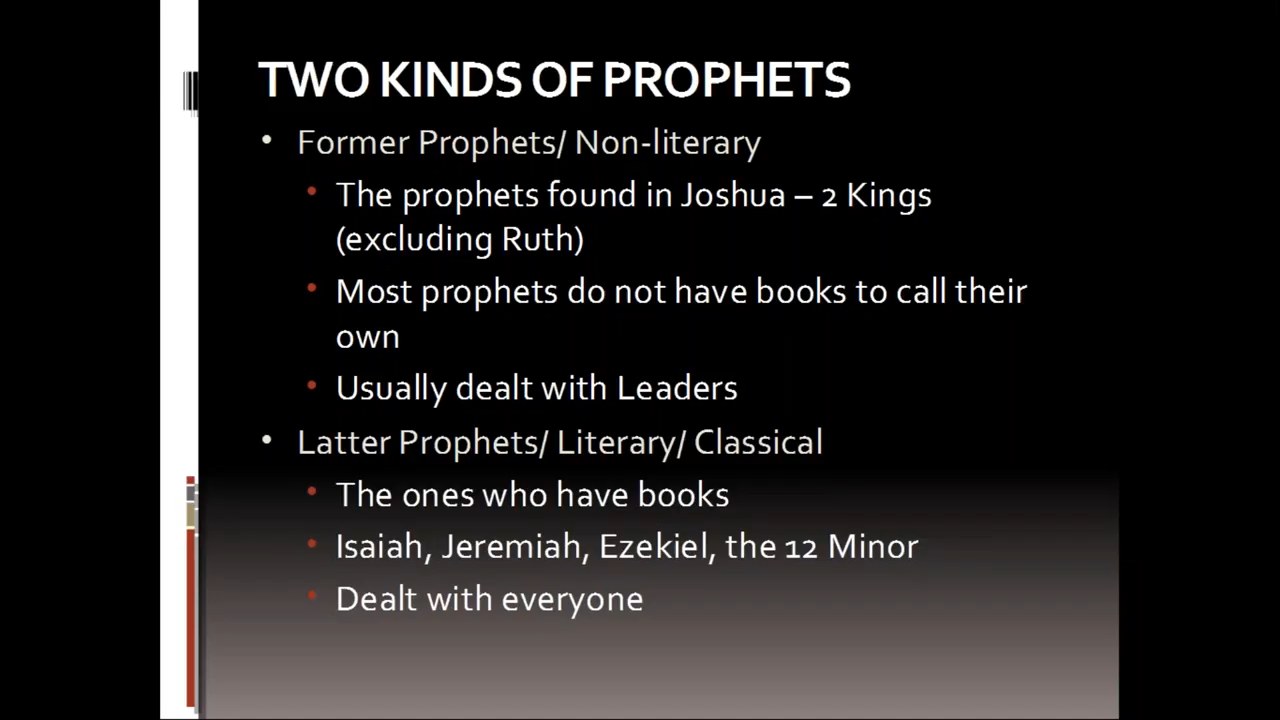 TWO KINDS OF PROPHETS
• Former Prophets/ Non-literary
• The prophets found in Joshua – 2 Kings
(excluding Ruth)
• Most prophets do not have books to call their
own
• Usually dealt with Leaders
• Latter Prophets/ Literary/ Classical
• The ones who have books
• Isaiah, Jeremiah, Ezekiel, the 12 Minor
• Dealt with everyone